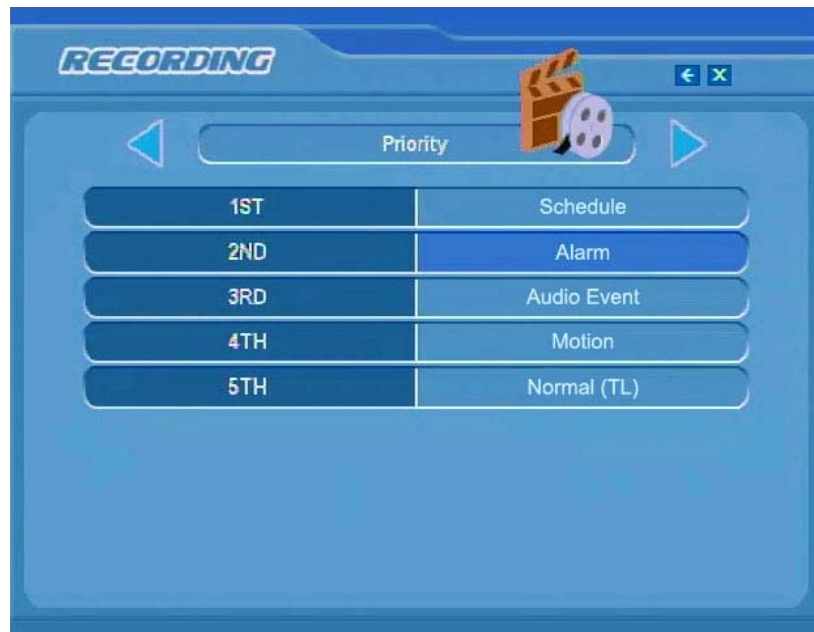 RECORDING
Priority
1ST Schedule
2ND Alarm
3RD Audio Event
4TH Motion
5TH Normal (TL)